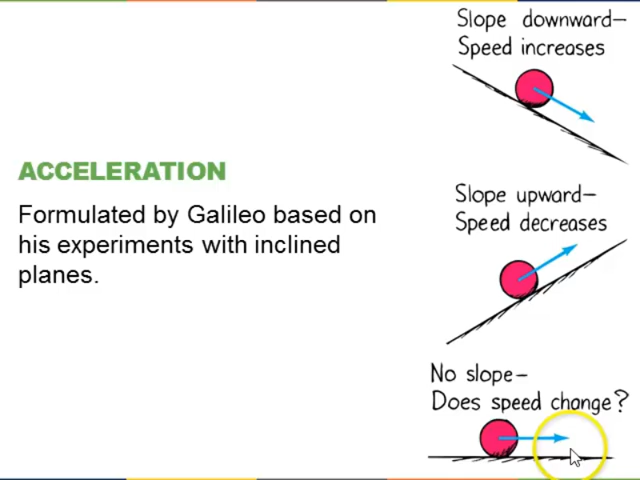 Slope downward—
Speed increases
ACCELERATION
Formulated by Galileo based on
his experiments with inclined
planes.
Slope upward—
Speed decreases
No slope—
Does speed change?